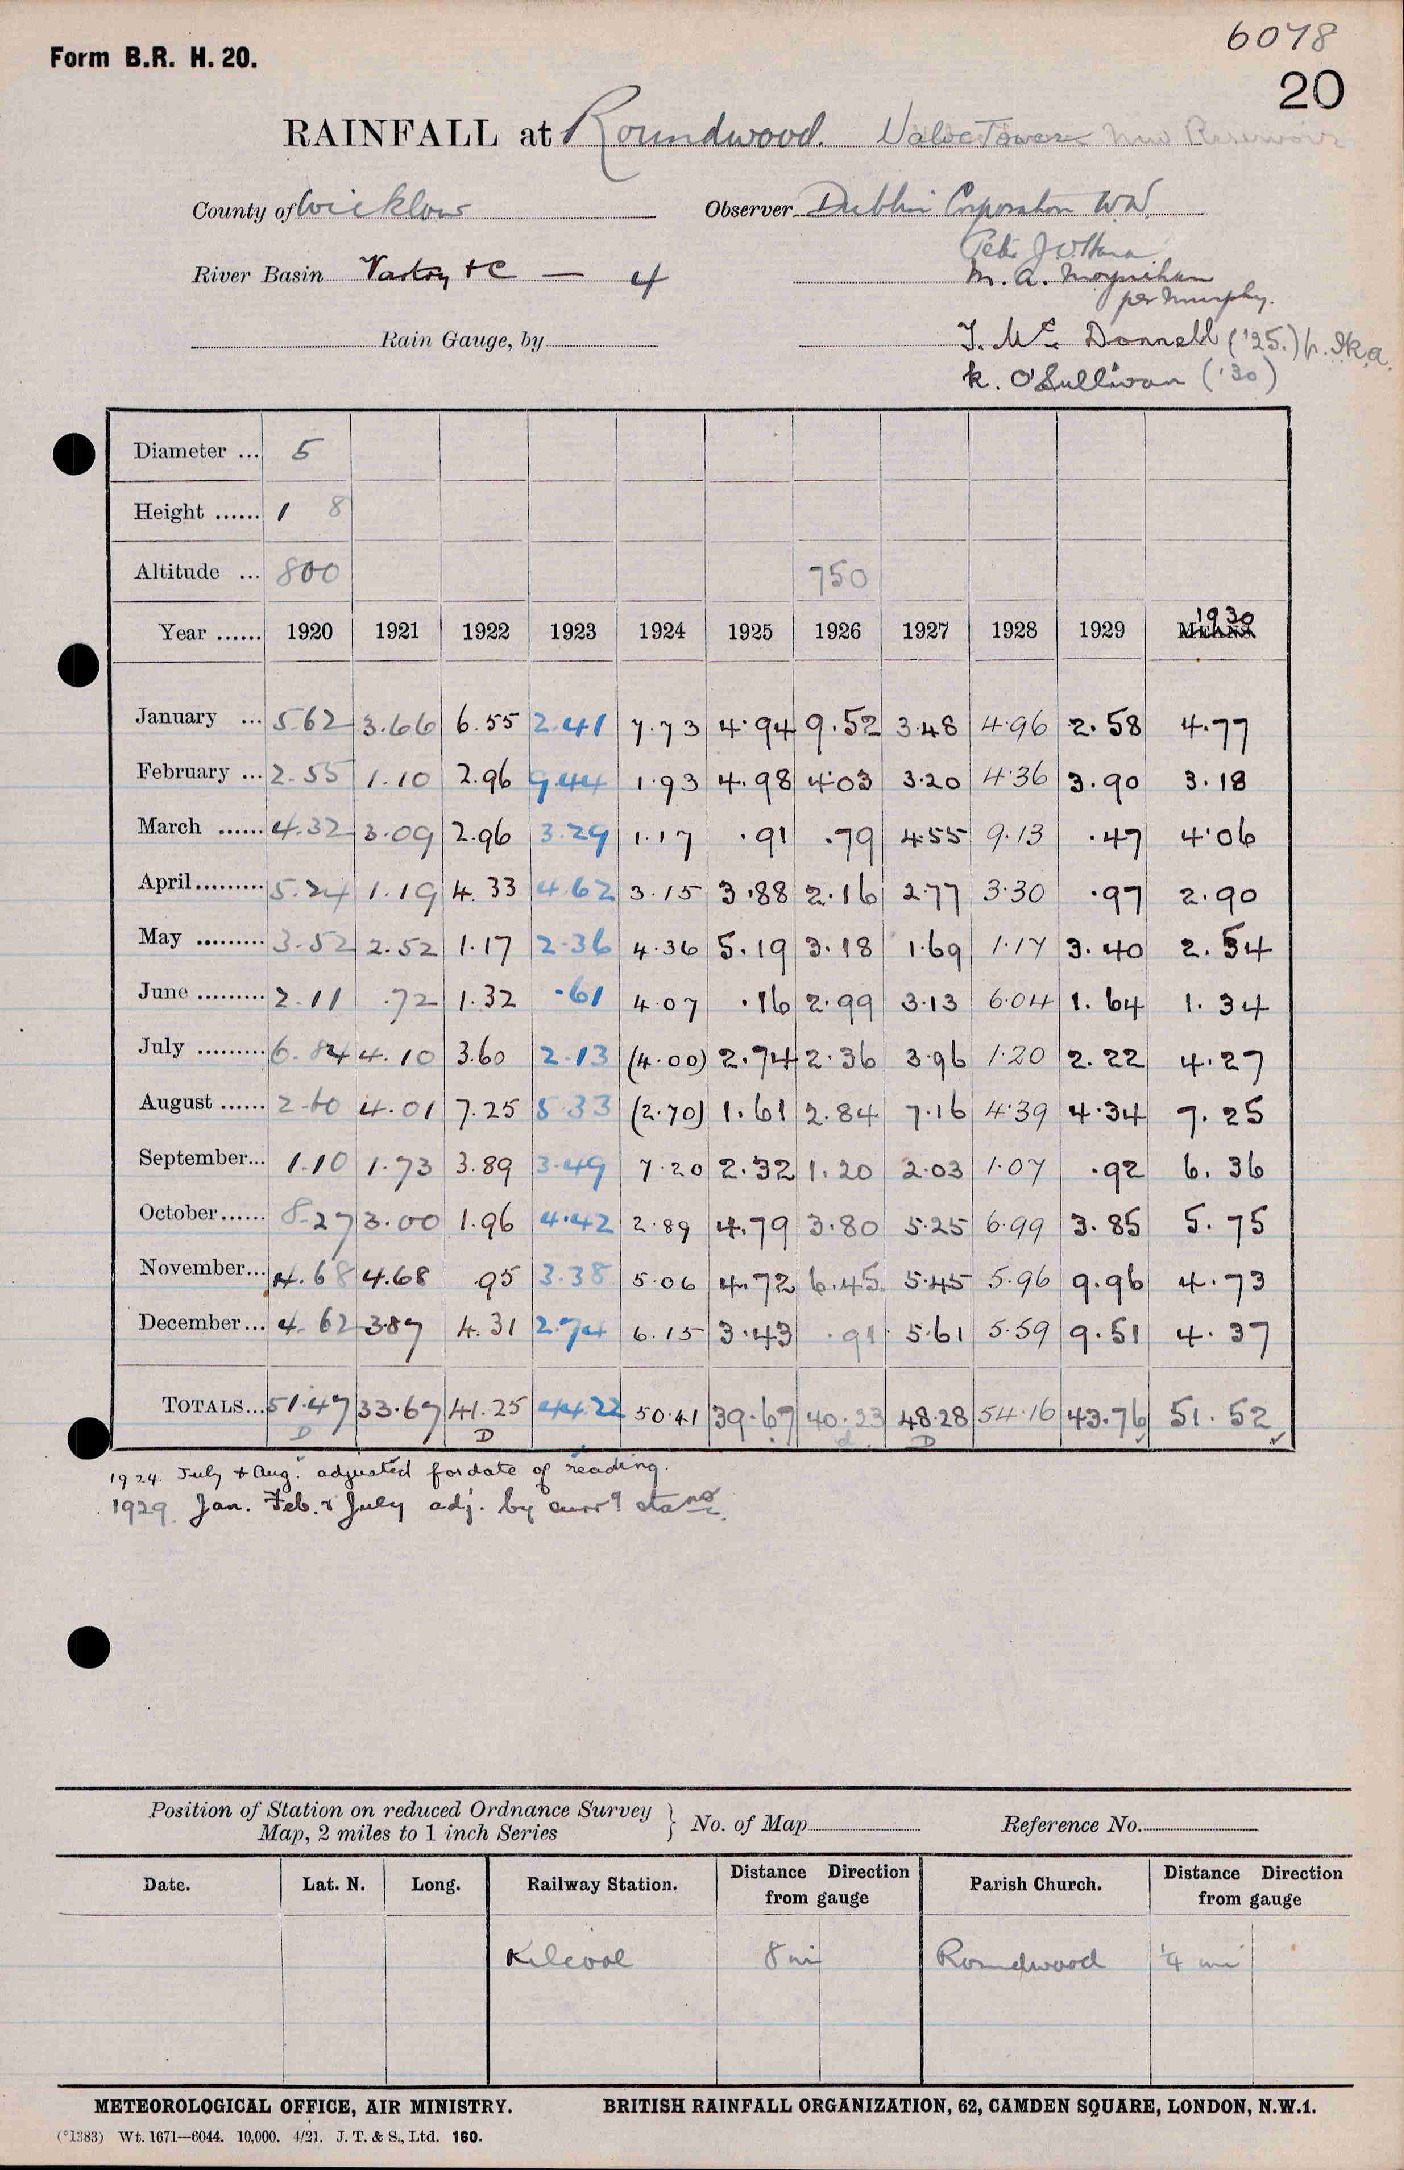 6078
Form B.R. H. 20.
20
RAINFALL at Roundwood. Valve Tower New Reservoir
County of Wicklow Observer Dublin Corporation W.W.
River Basin Vartry &c — 4
M. A. Moynihan
per Murphy.
Rain Gauge, by
T. Mc Donnell ('25.)
K. O'Sullivan ('30)
Diameter ... 5
Height ...... 1 8
Altitude ... 800 750
Year ...... 1920 1921 1922 1923 1924 1925 1926 1927 1928 1929 MEANS 1930
January ... 5.62 3.66 6.55 2.41 7.73 4.94 9.52 3.48 4.96 2.58 4.77
February ... 2.55 1.10 2.96 9.44 1.93 4.98 4.03 3.20 4.36 3.90 3.18
March ...... 4.32 3.09 2.96 3.29 1.17 .91 .79 4.55 9.13 .47 4.06
April......... 5.24 1.19 4.33 4.62 3.15 3.88 2.16 2.77 3.30 .97 2.90
May ......... 3.52 2.52 1.17 2.36 4.36 5.19 3.18 1.69 1.17 3.40 2.54
June ......... 2.11 .72 1.32 .61 4.07 .16 2.99 3.13 6.04 1.64 1.34
July ......... 6.84 4.10 3.60 2.13 (4.00) 2.74 2.36 3.96 1.20 2.22 4.27
August ...... 2.60 4.01 7.25 5.33 (2.70) 1.61 2.84 7.16 4.39 4.34 7.25
September... 1.10 1.73 3.89 3.49 7.20 2.32 1.20 2.03 1.07 .92 6.36
October...... 8.27 3.00 1.96 4.42 2.89 4.79 3.80 5.25 6.99 3.85 5.75
November... 4.68 4.68 .95 3.38 5.06 4.72 6.45 5.45 5.96 9.96 4.73
December... 4.62 3.87 4.31 2.74 6.15 3.43 .91 5.61 5.59 9.51 4.37
TOTALS... 51.47 33.67 41.25 44.22 50.41 39.67 40.23 48.28 54.16 43.76 51.52
D D d D
1924 July & Aug. adjusted for date of reading.
1929. Jan. Feb. & July adj. by surrg stans.
Position of Station on reduced Ordnance Survey
Map, 2 miles to 1 inch Series } No. of Map Reference No.
Date. Lat. N. Long. Railway Station. Distance Direction from gauge Parish Church. Distance Direction from gauge
Kilcool 8 mi Roundwood ¼ mi
METEOROLOGICAL OFFICE, AIR MINISTRY. BRITISH RAINFALL ORGANIZATION, 62, CAMDEN SQUARE, LONDON, N.W.1.
(*1383) Wt. 1671—6044. 10,000. 4/21. J. T. & S., Ltd. 160.